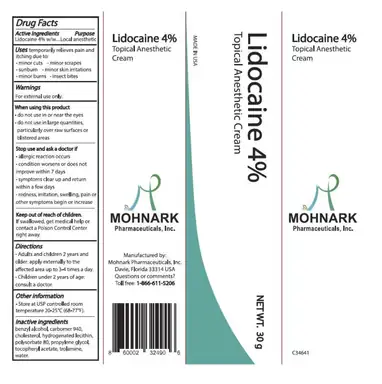 Drug Facts
Active Ingredients Purpose
Lidocaine 4% w/w....Local anesthetic
Uses temporarily relieves pain and
itching due to:
- minor cuts - minor scrapes
- sunburn - minor skin irritations
- minor burns - insect bites
Warnings
For external use only.
When using this product
• do not use in or near the eyes
• do not use in large quantities,
particularly over raw surfaces or
blistered areas
Stop use and ask a doctor if
• allergic reaction occurs
• condition worsens or does not
improve within 7 days
• symptoms clear up and return
within a few days
• redness, irritation, swelling, pain or
other symptoms begin or increase
Keep out of reach of children.
If swallowed, get medical help or
contact a Poison Control Center
right away
Directions
• Adults and children 2 years and
older: apply externally to the
affected area up to 3-4 times a day.
• Children under 2 years of age:
consult a doctor
Other information
• Store at USP controlled room
temperature 20-25°C (68-77°F).
Inactive ingredients
benzyl alcohol, carbomer 940,
cholesterol, hydrogenated lecithin,
polysorbate 80, propylene glycol,
tocopheryl acetate, trolamine,
water.
Lidocaine 4%
Topical Anesthetic
Cream
MOHNARK
Pharmaceuticals, Inc.
Manufactured by:
Mohnark Pharmaceuticals, Inc.
Davie, Florida 33314 USA
Questions or comments?
Toll free: 1-866-611-5206
8 60002 32490 6
MADE IN USA
Lidocaine 4%
Topical Anesthetic Cream
NET WT. 30 g
Lidocaine 4%
Topical Anesthetic
Cream
MOHNARK
Pharmaceuticals, Inc.
C34641